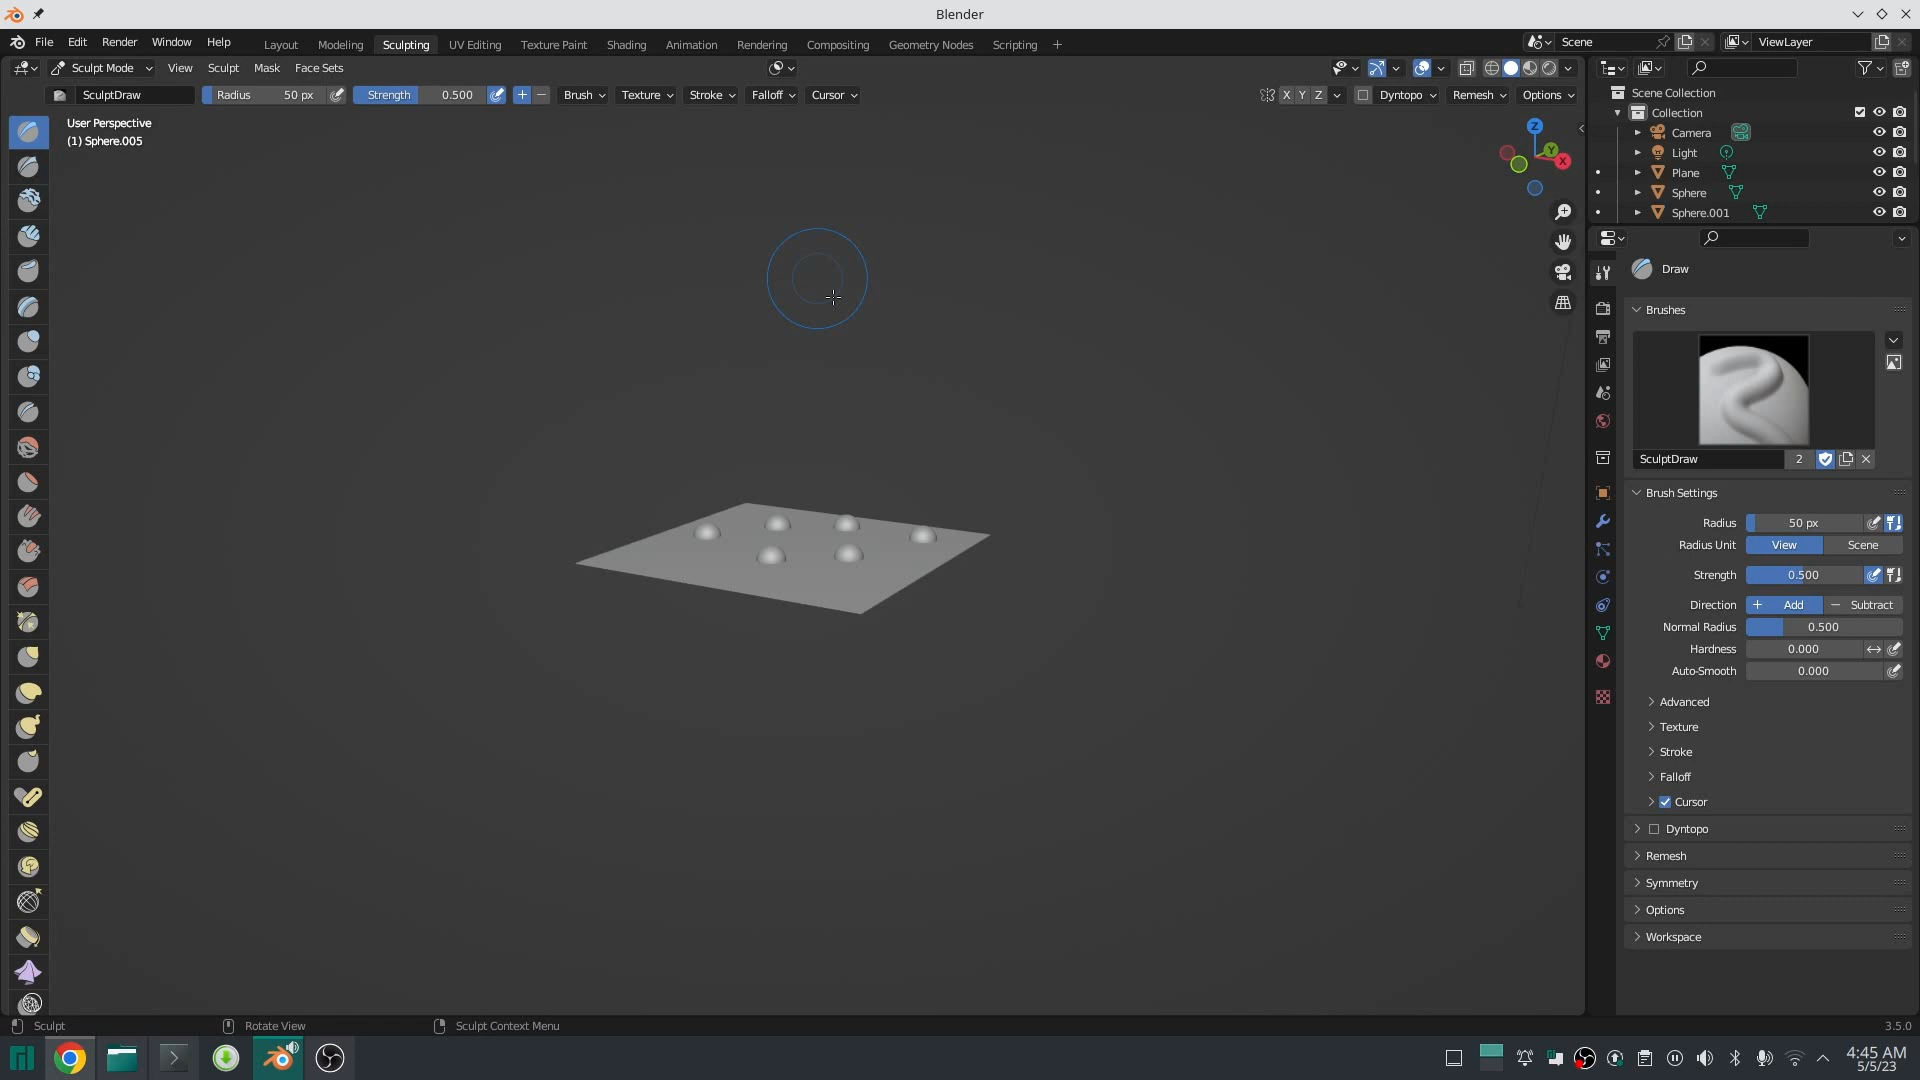 Blender
File Edit Render Window Help Layout Modeling Sculpting UV Editing Texture Paint Shading Animation Rendering Compositing Geometry Nodes Scripting + Scene ViewLayer
Sculpt Mode View Sculpt Mask Face Sets
SculptDraw Radius 50 px Strength 0.500 + − Brush Texture Stroke Falloff Cursor X Y Z Dyntopo Remesh Options
User Perspective
(1) Sphere.005
Z
Y
X
Scene Collection
Collection
Camera
Light
Plane
Sphere
Sphere.001
Draw
Brushes
SculptDraw 2
Brush Settings
Radius 50 px
Radius Unit View Scene
Strength 0.500
Direction + Add − Subtract
Normal Radius 0.500
Hardness 0.000
Auto-Smooth 0.000
Advanced
Texture
Stroke
Falloff
Cursor
Dyntopo
Remesh
Symmetry
Options
Workspace
Sculpt Rotate View Sculpt Context Menu 3.5.0
4:45 AM
5/5/23